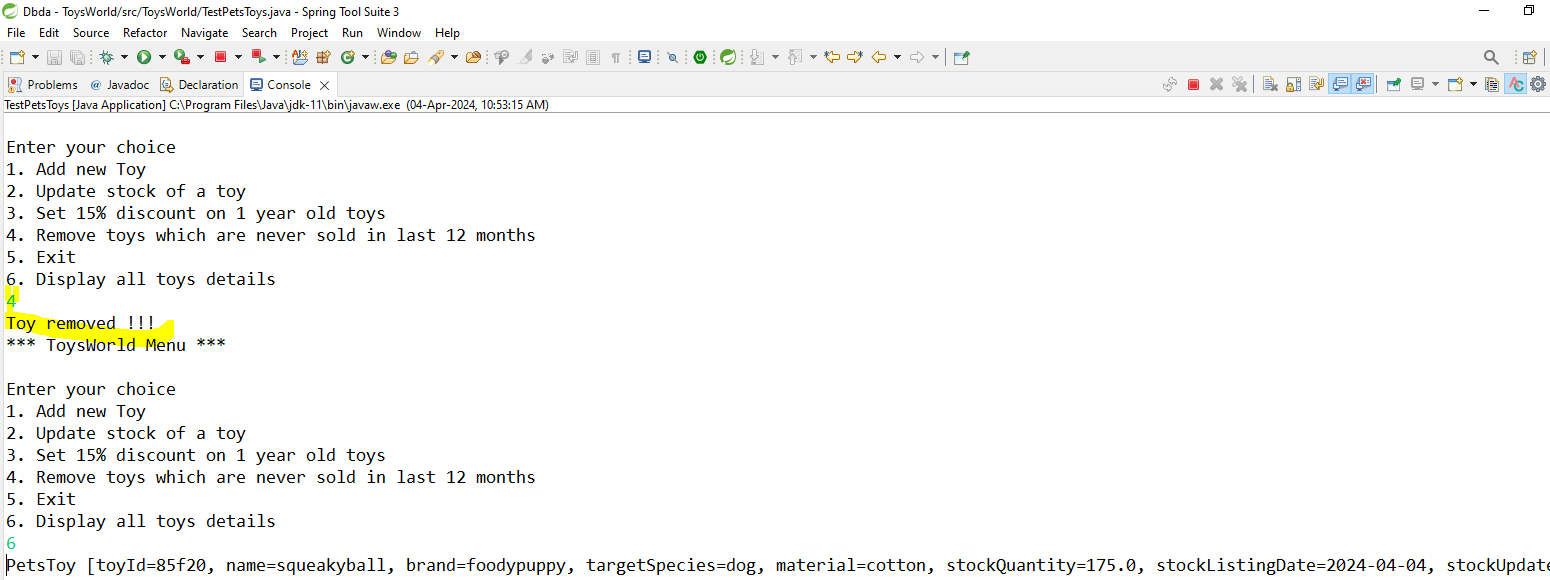 Dbda - ToysWorld/src/ToysWorld/TestPetsToys.java - Spring Tool Suite 3
File Edit Source Refactor Navigate Search Project Run Window Help
Problems @ Javadoc Declaration Console
TestPetsToys [Java Application] C:\Program Files\Java\jdk-11\bin\javaw.exe (04-Apr-2024, 10:53:15 AM)
Enter your choice
1. Add new Toy
2. Update stock of a toy
3. Set 15% discount on 1 year old toys
4. Remove toys which are never sold in last 12 months
5. Exit
6. Display all toys details
4
Toy removed !!!
*** ToysWorld Menu ***
Enter your choice
1. Add new Toy
2. Update stock of a toy
3. Set 15% discount on 1 year old toys
4. Remove toys which are never sold in last 12 months
5. Exit
6. Display all toys details
6
PetsToy [toyId=85f20, name=squeakyball, brand=foodypuppy, targetSpecies=dog, material=cotton, stockQuantity=175.0, stockListingDate=2024-04-04, stockUpdate